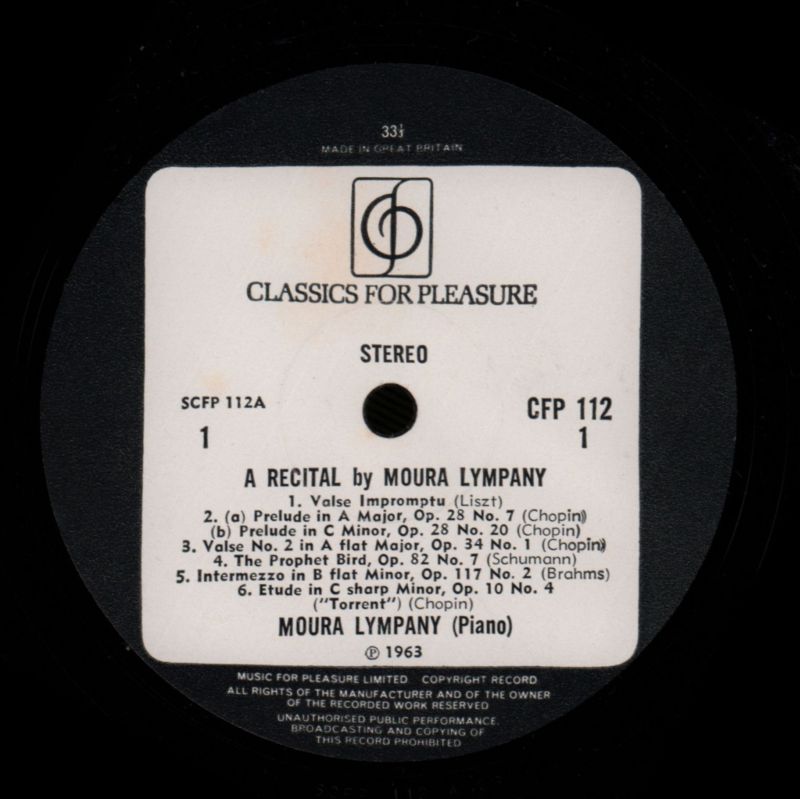 33⅓
MADE IN GREAT BRITAIN
CLASSICS FOR PLEASURE
STEREO
SCFP 112A
1
CFP 112
1
A RECITAL by MOURA LYMPANY
1. Valse Impromptu (Liszt)
2. (a) Prelude in A Major, Op. 28 No. 7 (Chopin)
(b) Prelude in C Minor, Op. 28 No. 20 (Chopin)
3. Valse No. 2 in A flat Major, Op. 34 No. 1 (Chopin)
4. The Prophet Bird, Op. 82 No. 7 (Schumann)
5. Intermezzo in B flat Minor, Op. 117 No. 2 (Brahms)
6. Etude in C sharp Minor, Op. 10 No. 4
("Torrent") (Chopin)
MOURA LYMPANY (Piano)
℗ 1963
MUSIC FOR PLEASURE LIMITED COPYRIGHT RECORD
ALL RIGHTS OF THE MANUFACTURER AND OF THE OWNER
OF THE RECORDED WORK RESERVED
UNAUTHORISED PUBLIC PERFORMANCE,
BROADCASTING AND COPYING OF
THIS RECORD PROHIBITED